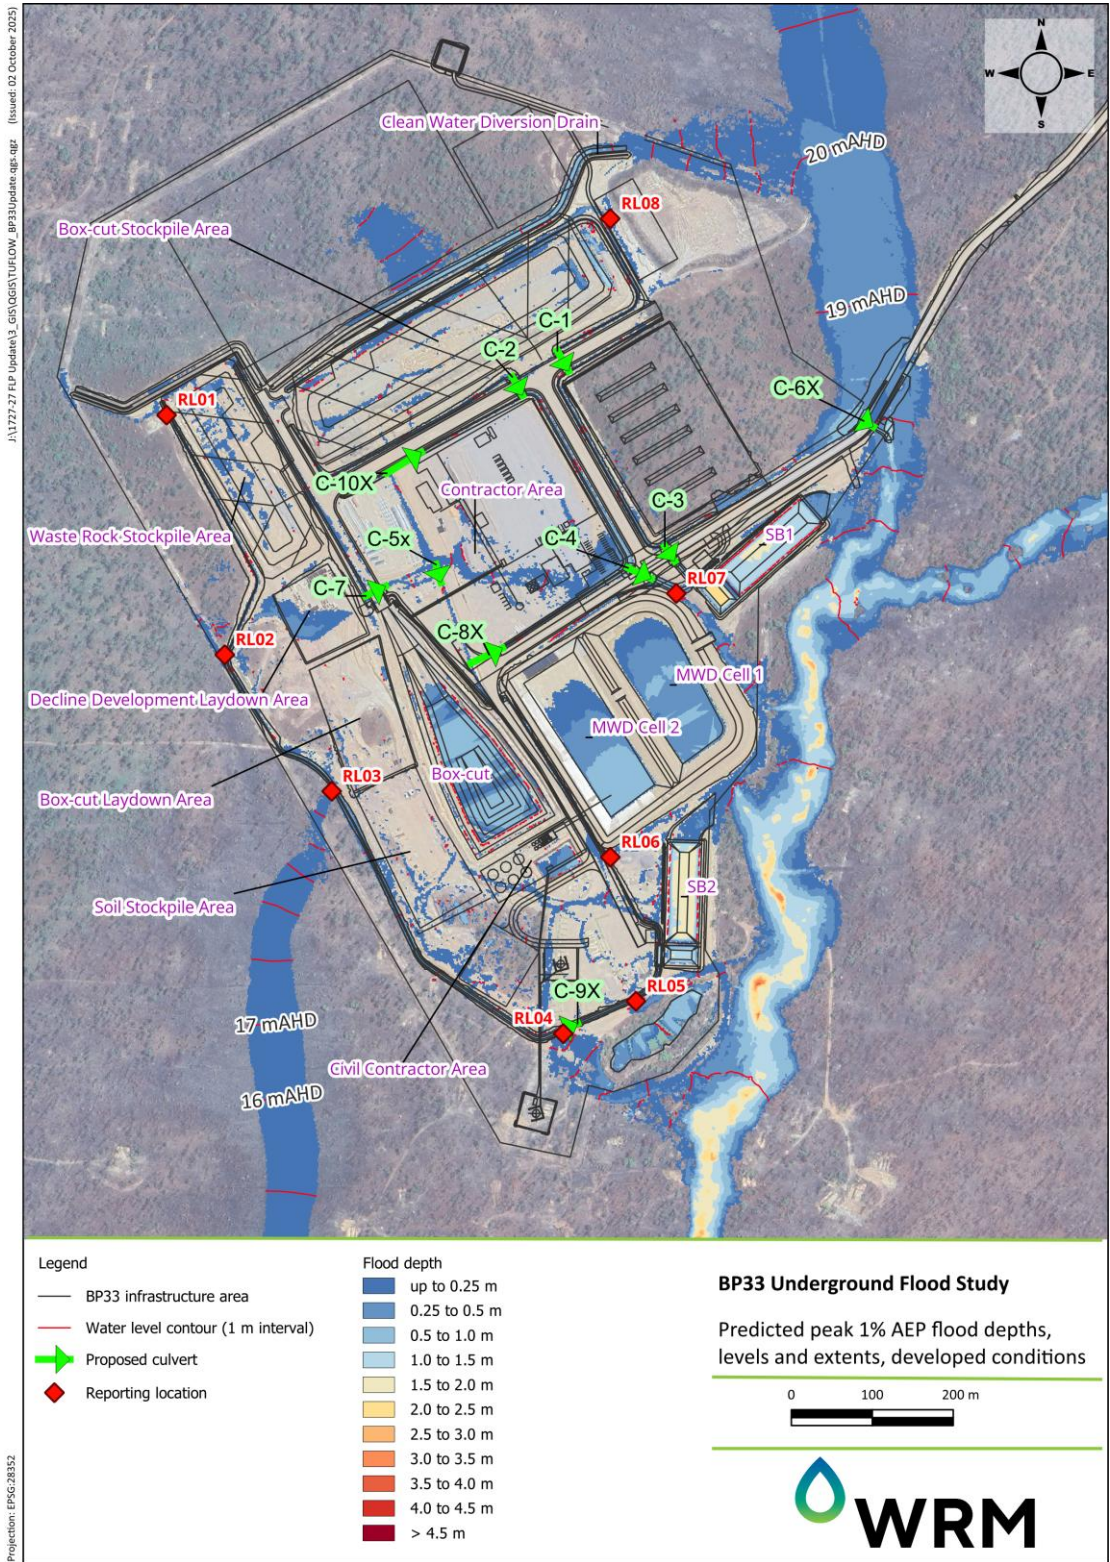 J:\1727-27 FLP Update\3_GIS\QGIS\TUFLOW_BP33Update.qgs.qgz (Issued: 02 October 2025)
N
W
E
S
Clean Water Diversion Drain
20 mAHD
RL08
Box-cut Stockpile Area
19 mAHD
C-1
C-2
C-6X
RL01
C-10X
Contractor Area
C-3
Waste Rock Stockpile Area
C-5x
C-4
SB1
C-7
RL07
C-8X
RL02
MWD Cell 1
Decline Development Laydown Area
MWD Cell 2
Box-cut
RL03
Box-cut Laydown Area
RL06
SB2
Soil Stockpile Area
C-9X
RL05
RL04
17 mAHD
Civil Contractor Area
16 mAHD
Legend
BP33 infrastructure area
Water level contour (1 m interval)
Proposed culvert
Reporting location
Flood depth
up to 0.25 m
0.25 to 0.5 m
0.5 to 1.0 m
1.0 to 1.5 m
1.5 to 2.0 m
2.0 to 2.5 m
2.5 to 3.0 m
3.0 to 3.5 m
3.5 to 4.0 m
4.0 to 4.5 m
> 4.5 m
BP33 Underground Flood Study
Predicted peak 1% AEP flood depths,
levels and extents, developed conditions
0 100 200 m
WRM
Projection: EPSG:28352